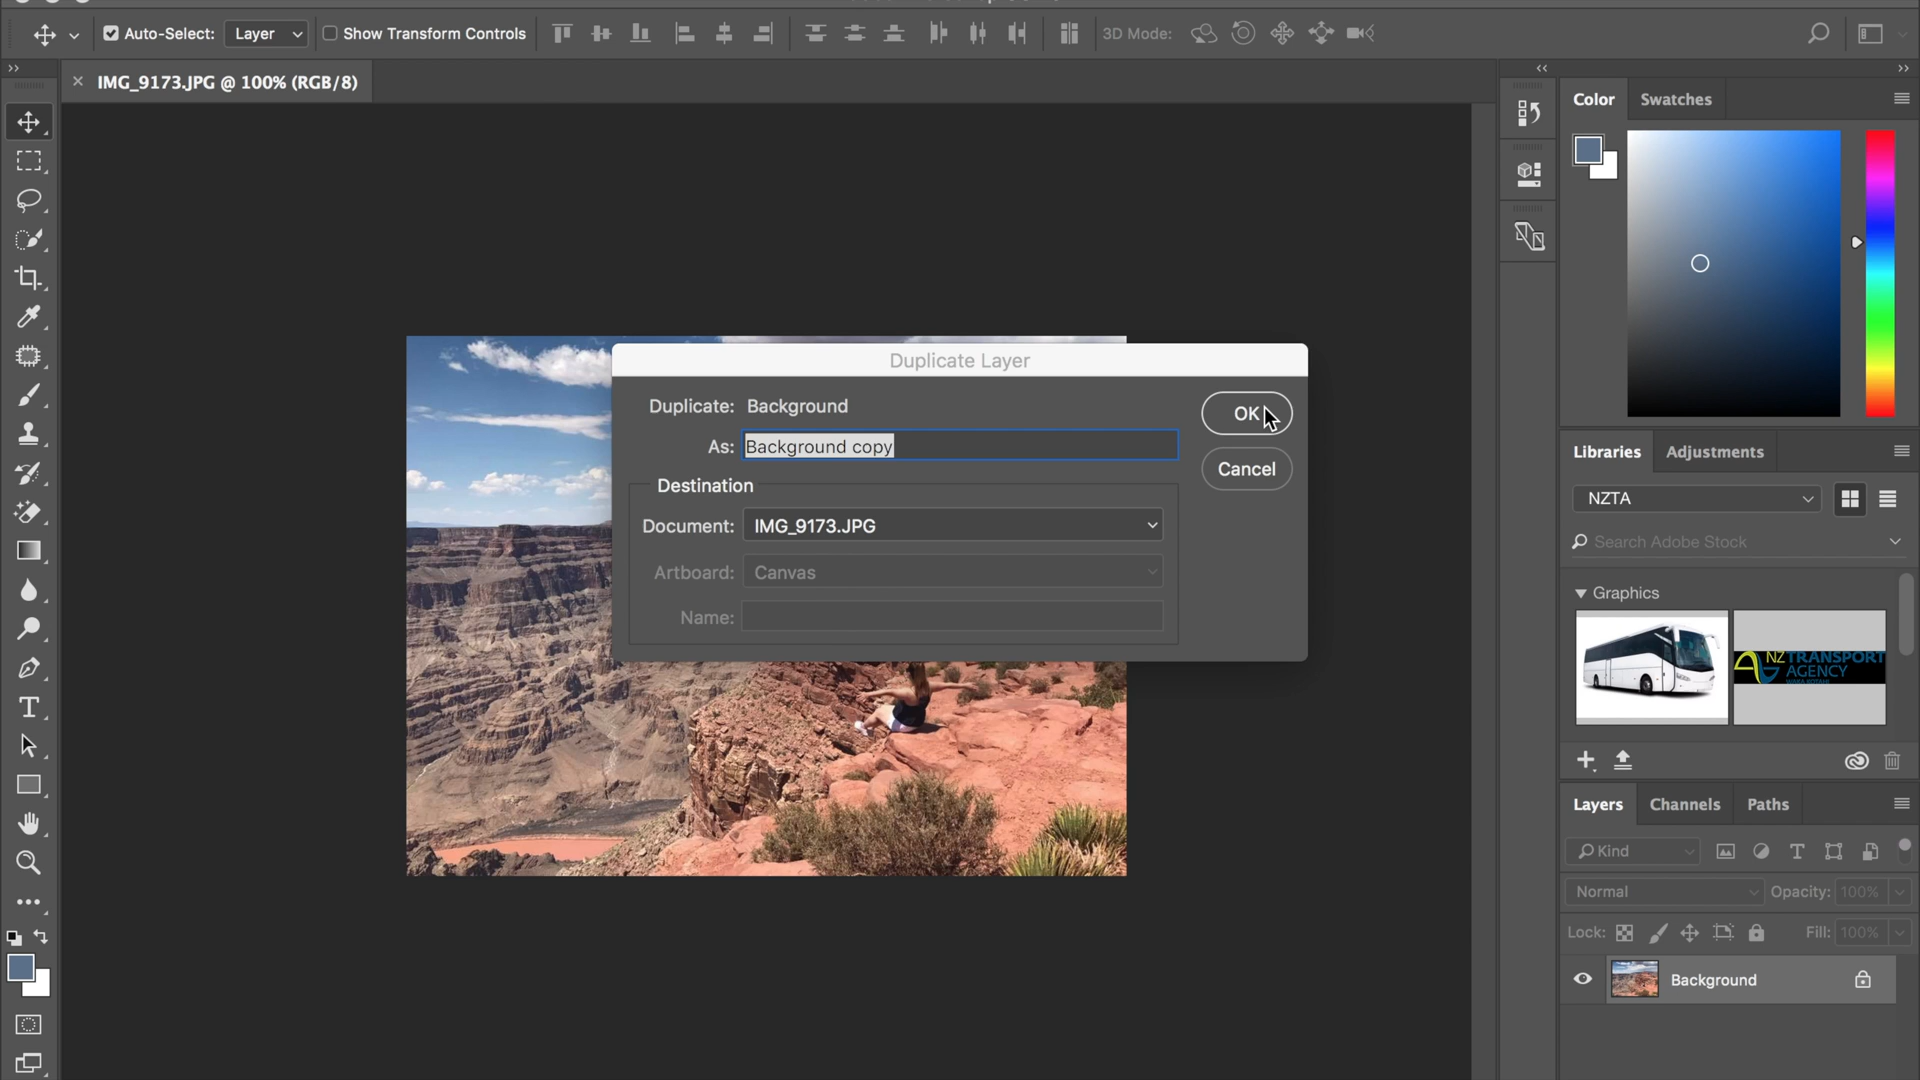 Auto-Select: Layer Show Transform Controls 3D Mode:
IMG_9173.JPG @ 100% (RGB/8)
Color Swatches
Duplicate Layer
Duplicate: Background
As: Background copy
OK
Cancel
Destination
Document: IMG_9173.JPG
Artboard: Canvas
Name:
Libraries Adjustments
NZTA
Search Adobe Stock
Graphics
NZ TRANSPORT
AGENCY
WAKA KOTAHI
Layers Channels Paths
Kind
Normal Opacity: 100%
Lock: Fill: 100%
Background